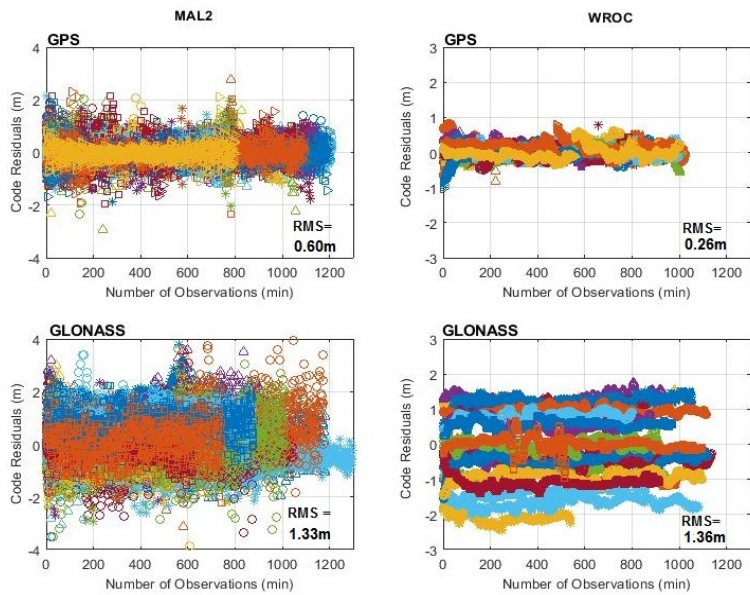 MAL2
WROC
GPS
4
2
0
-2
-4
Code Residuals (m)
RMS=
0.60m
0 200 400 600 800 1000 1200
Number of Observations (min)
GPS
3
2
1
0
-1
-2
-3
Code Residuals (m)
RMS=
0.26m
0 200 400 600 800 1000 1200
Number of Observations (min)
GLONASS
4
2
0
-2
-4
Code Residuals (m)
RMS =
1.33m
0 200 400 600 800 1000 1200
Number of Observations (min)
GLONASS
3
2
1
0
-1
-2
-3
Code Residuals (m)
RMS=
1.36m
0 200 400 600 800 1000 1200
Number of Observations (min)